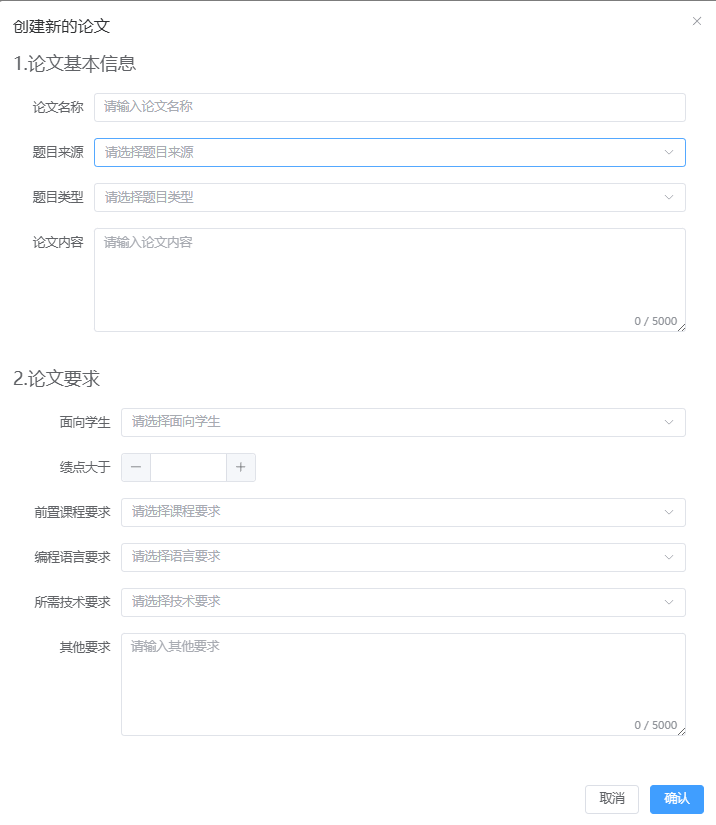 创建新的论文
1.论文基本信息
论文名称 请输入论文名称
题目来源 请选择题目来源
题目类型 请选择题目类型
论文内容 请输入论文内容
0 / 5000
2.论文要求
面向学生 请选择面向学生
绩点大于
前置课程要求 请选择课程要求
编程语言要求 请选择语言要求
所需技术要求 请选择技术要求
其他要求 请输入其他要求
0 / 5000
取消 确认